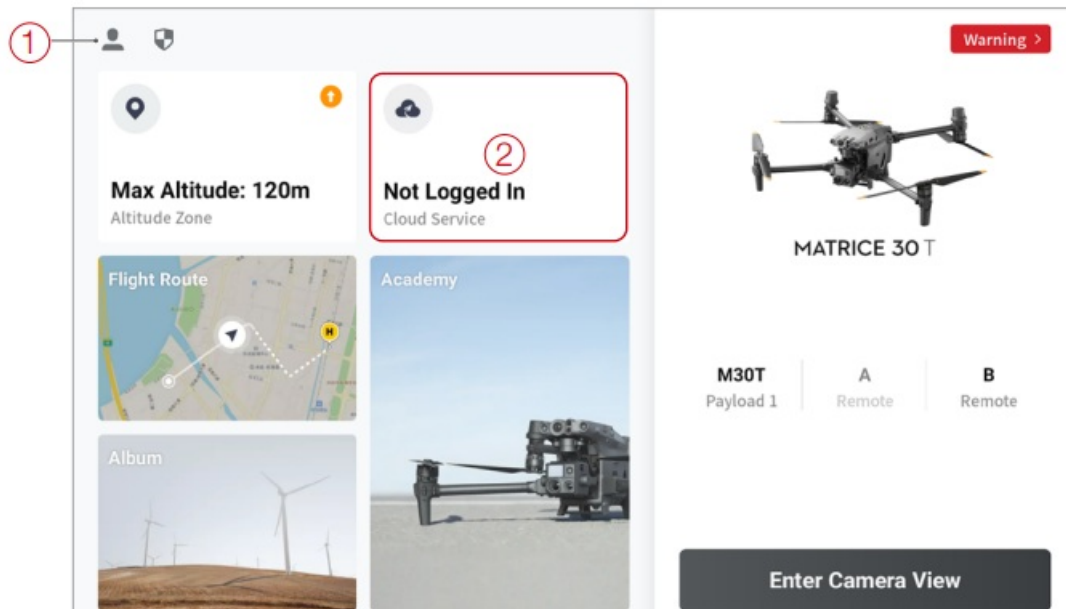 1
Warning >
Max Altitude: 120m
Altitude Zone
2
Not Logged In
Cloud Service
MATRICE 30 T
Flight Route
H
Academy
M30T
Payload 1
A
Remote
B
Remote
Album
Enter Camera View